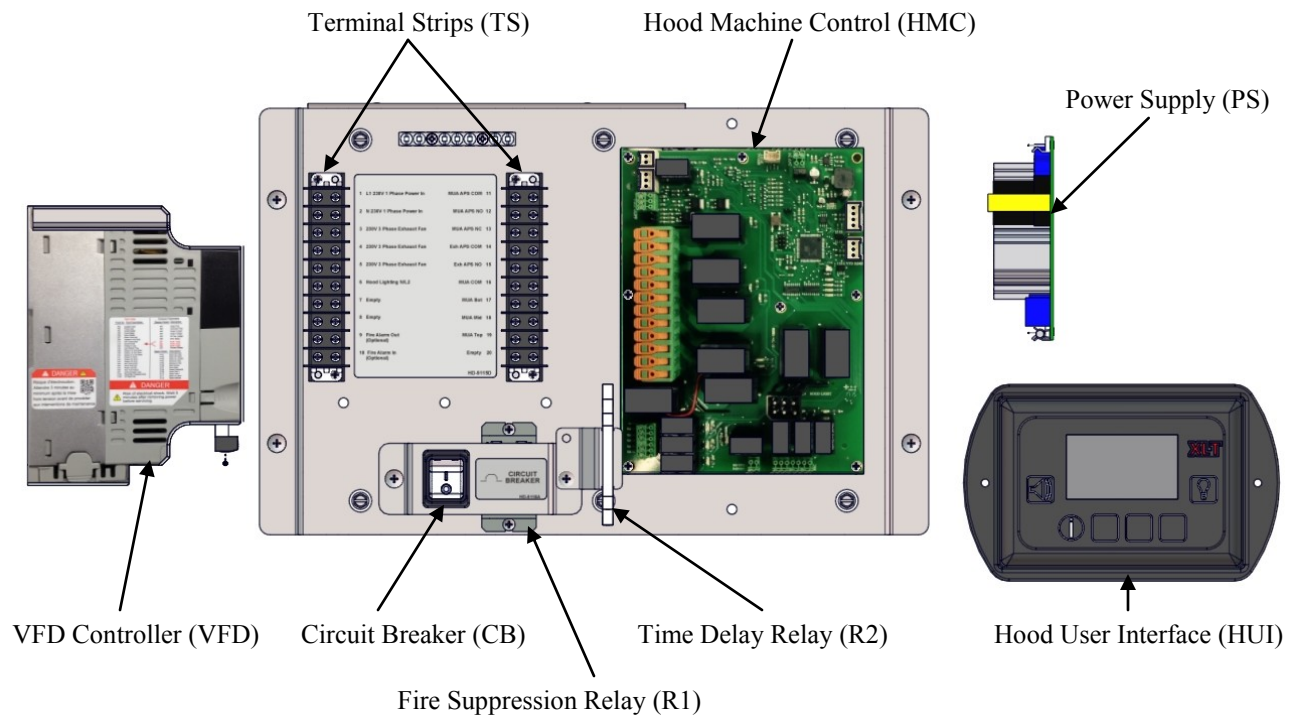 Terminal Strips (TS)
Hood Machine Control (HMC)
Power Supply (PS)
1 L1 230V 1 Phase Power In
MUA APS COM 11
2 N 230V 1 Phase Power In
MUA APS NO 12
3 230V 3 Phase Exhaust Fan
MUA APS NC 13
4 230V 3 Phase Exhaust Fan
Exh APS COM 14
5 230V 3 Phase Exhaust Fan
Exh APS NO 15
6 Hood Lighting
MUA COM 16
7 Empty
MUA Bot 17
8 Empty
MUA Mid 18
9 Fire Alarm Out
(Optional)
MUA Top 19
10 Fire Alarm In
(Optional)
Empty 20
DANGER
DANGER
CIRCUIT
BREAKER
VFD Controller (VFD)
Circuit Breaker (CB)
Time Delay Relay (R2)
Hood User Interface (HUI)
Fire Suppression Relay (R1)